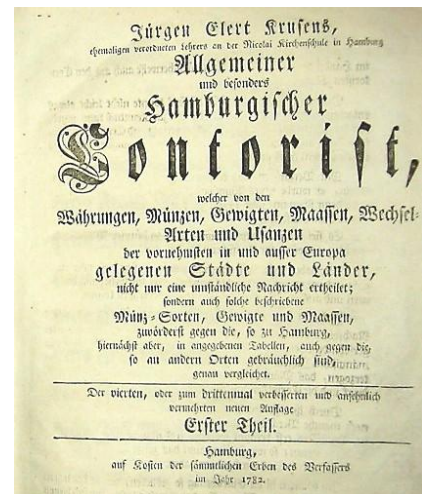 Jürgen Elert Krusens,
ehemaligen verordneten Lehrers an der Nicolai Kirchenschule in Hamburg
Allgemeiner
und besonders
Hamburgischer
Contorist,
welcher von den
Währungen, Münzen, Gewigten, Maassen, Wechsel-
Arten und Usanzen
der vornehmsten in und ausser Europa
gelegenen Städte und Länder,
nicht nur eine umständliche Nachricht ertheilet;
sondern auch solche beschriebene
Münz-Sorten, Gewigte und Maassen,
zuwörderst gegen die, so zu Hamburg,
hiernächst aber, in angegebenen Tabellen, auch gegen die,
so an andern Orten gebräuchlich sind,
genau vergleichet.
Der vierten, oder zum drittenmal verbesserten und ansehnlich
vermehrten neuen Auflage
Erster Theil.
Hamburg,
auf Kosten der sämmtlichen Erben des Verfassers
im Jahr 1782.